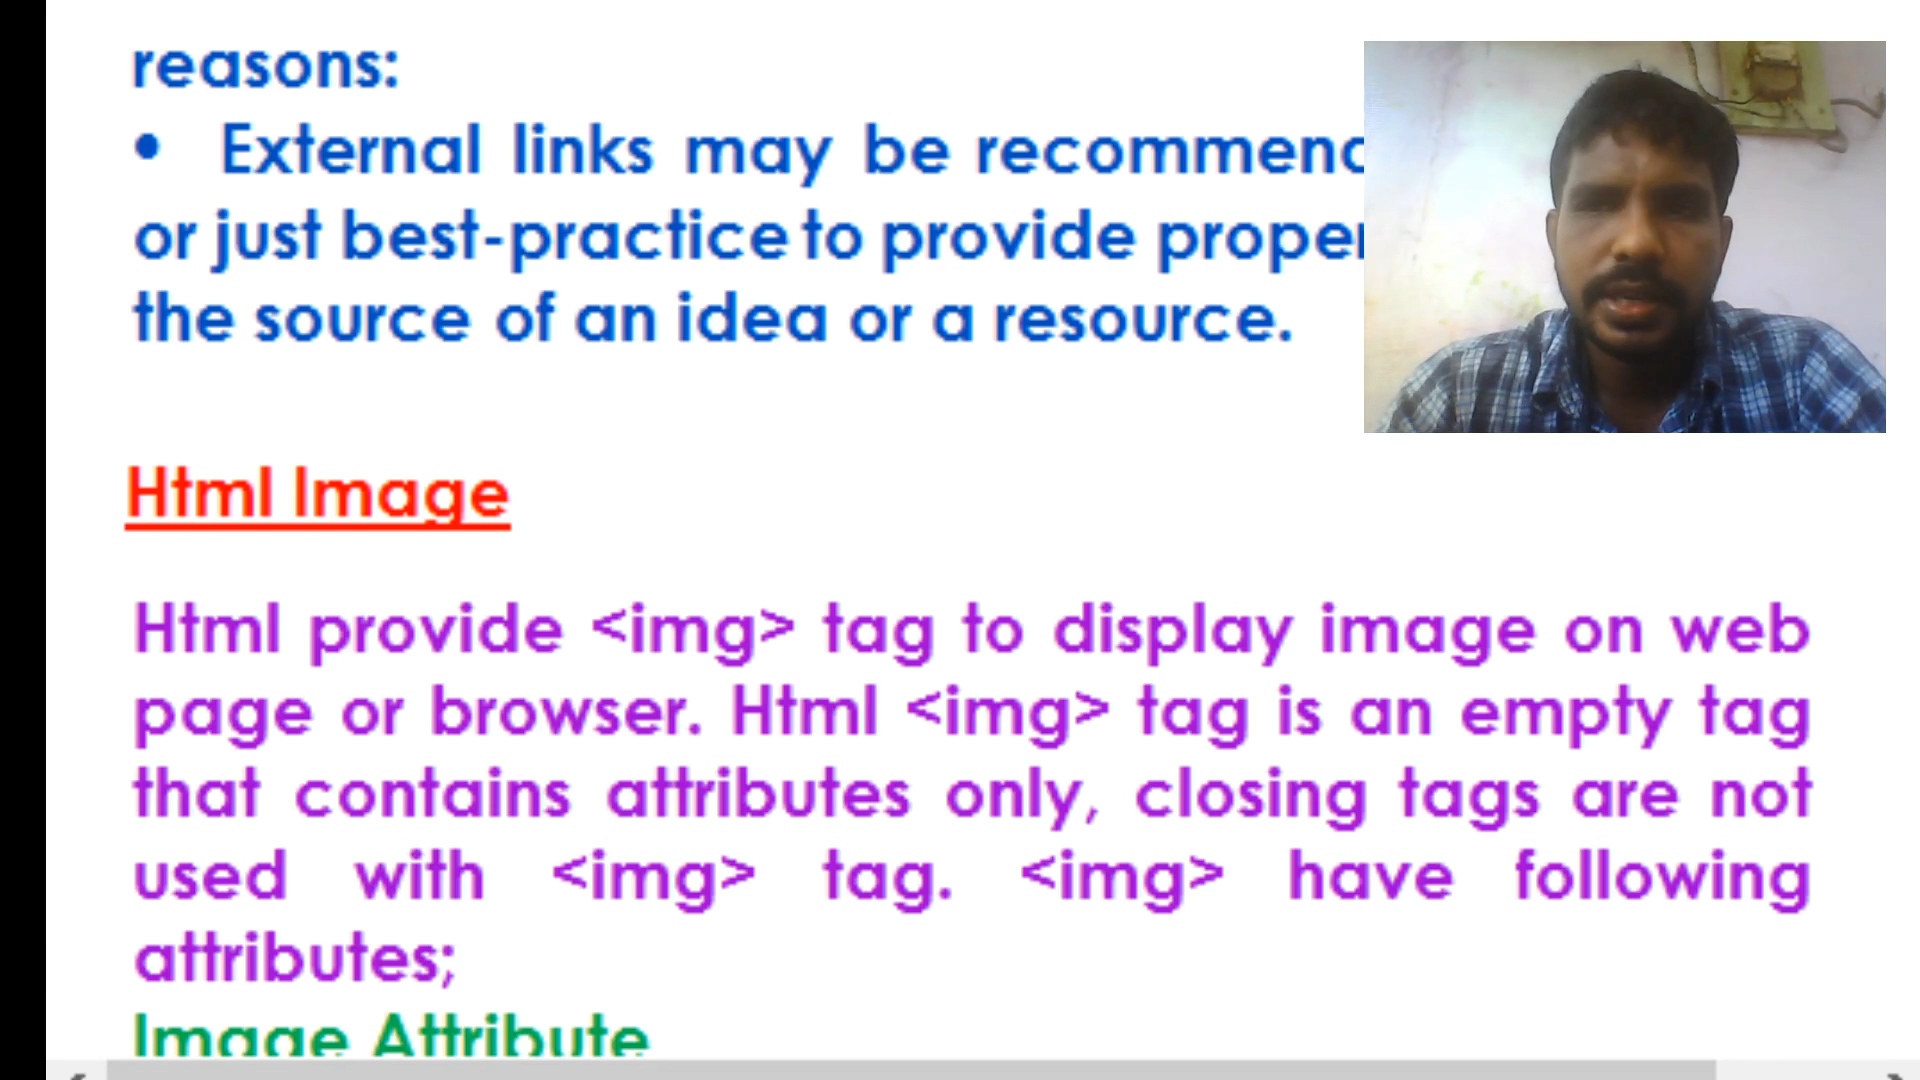 reasons:
• External links may be
or just best-practice to provide
the source of an idea or a resource.
Html Image
Html provide <img> tag to display image on web
page or browser. Html <img> tag is an empty tag
that contains attributes only, closing tags are not
used with <img> tag. <img> have following
attributes;
Image Attribute